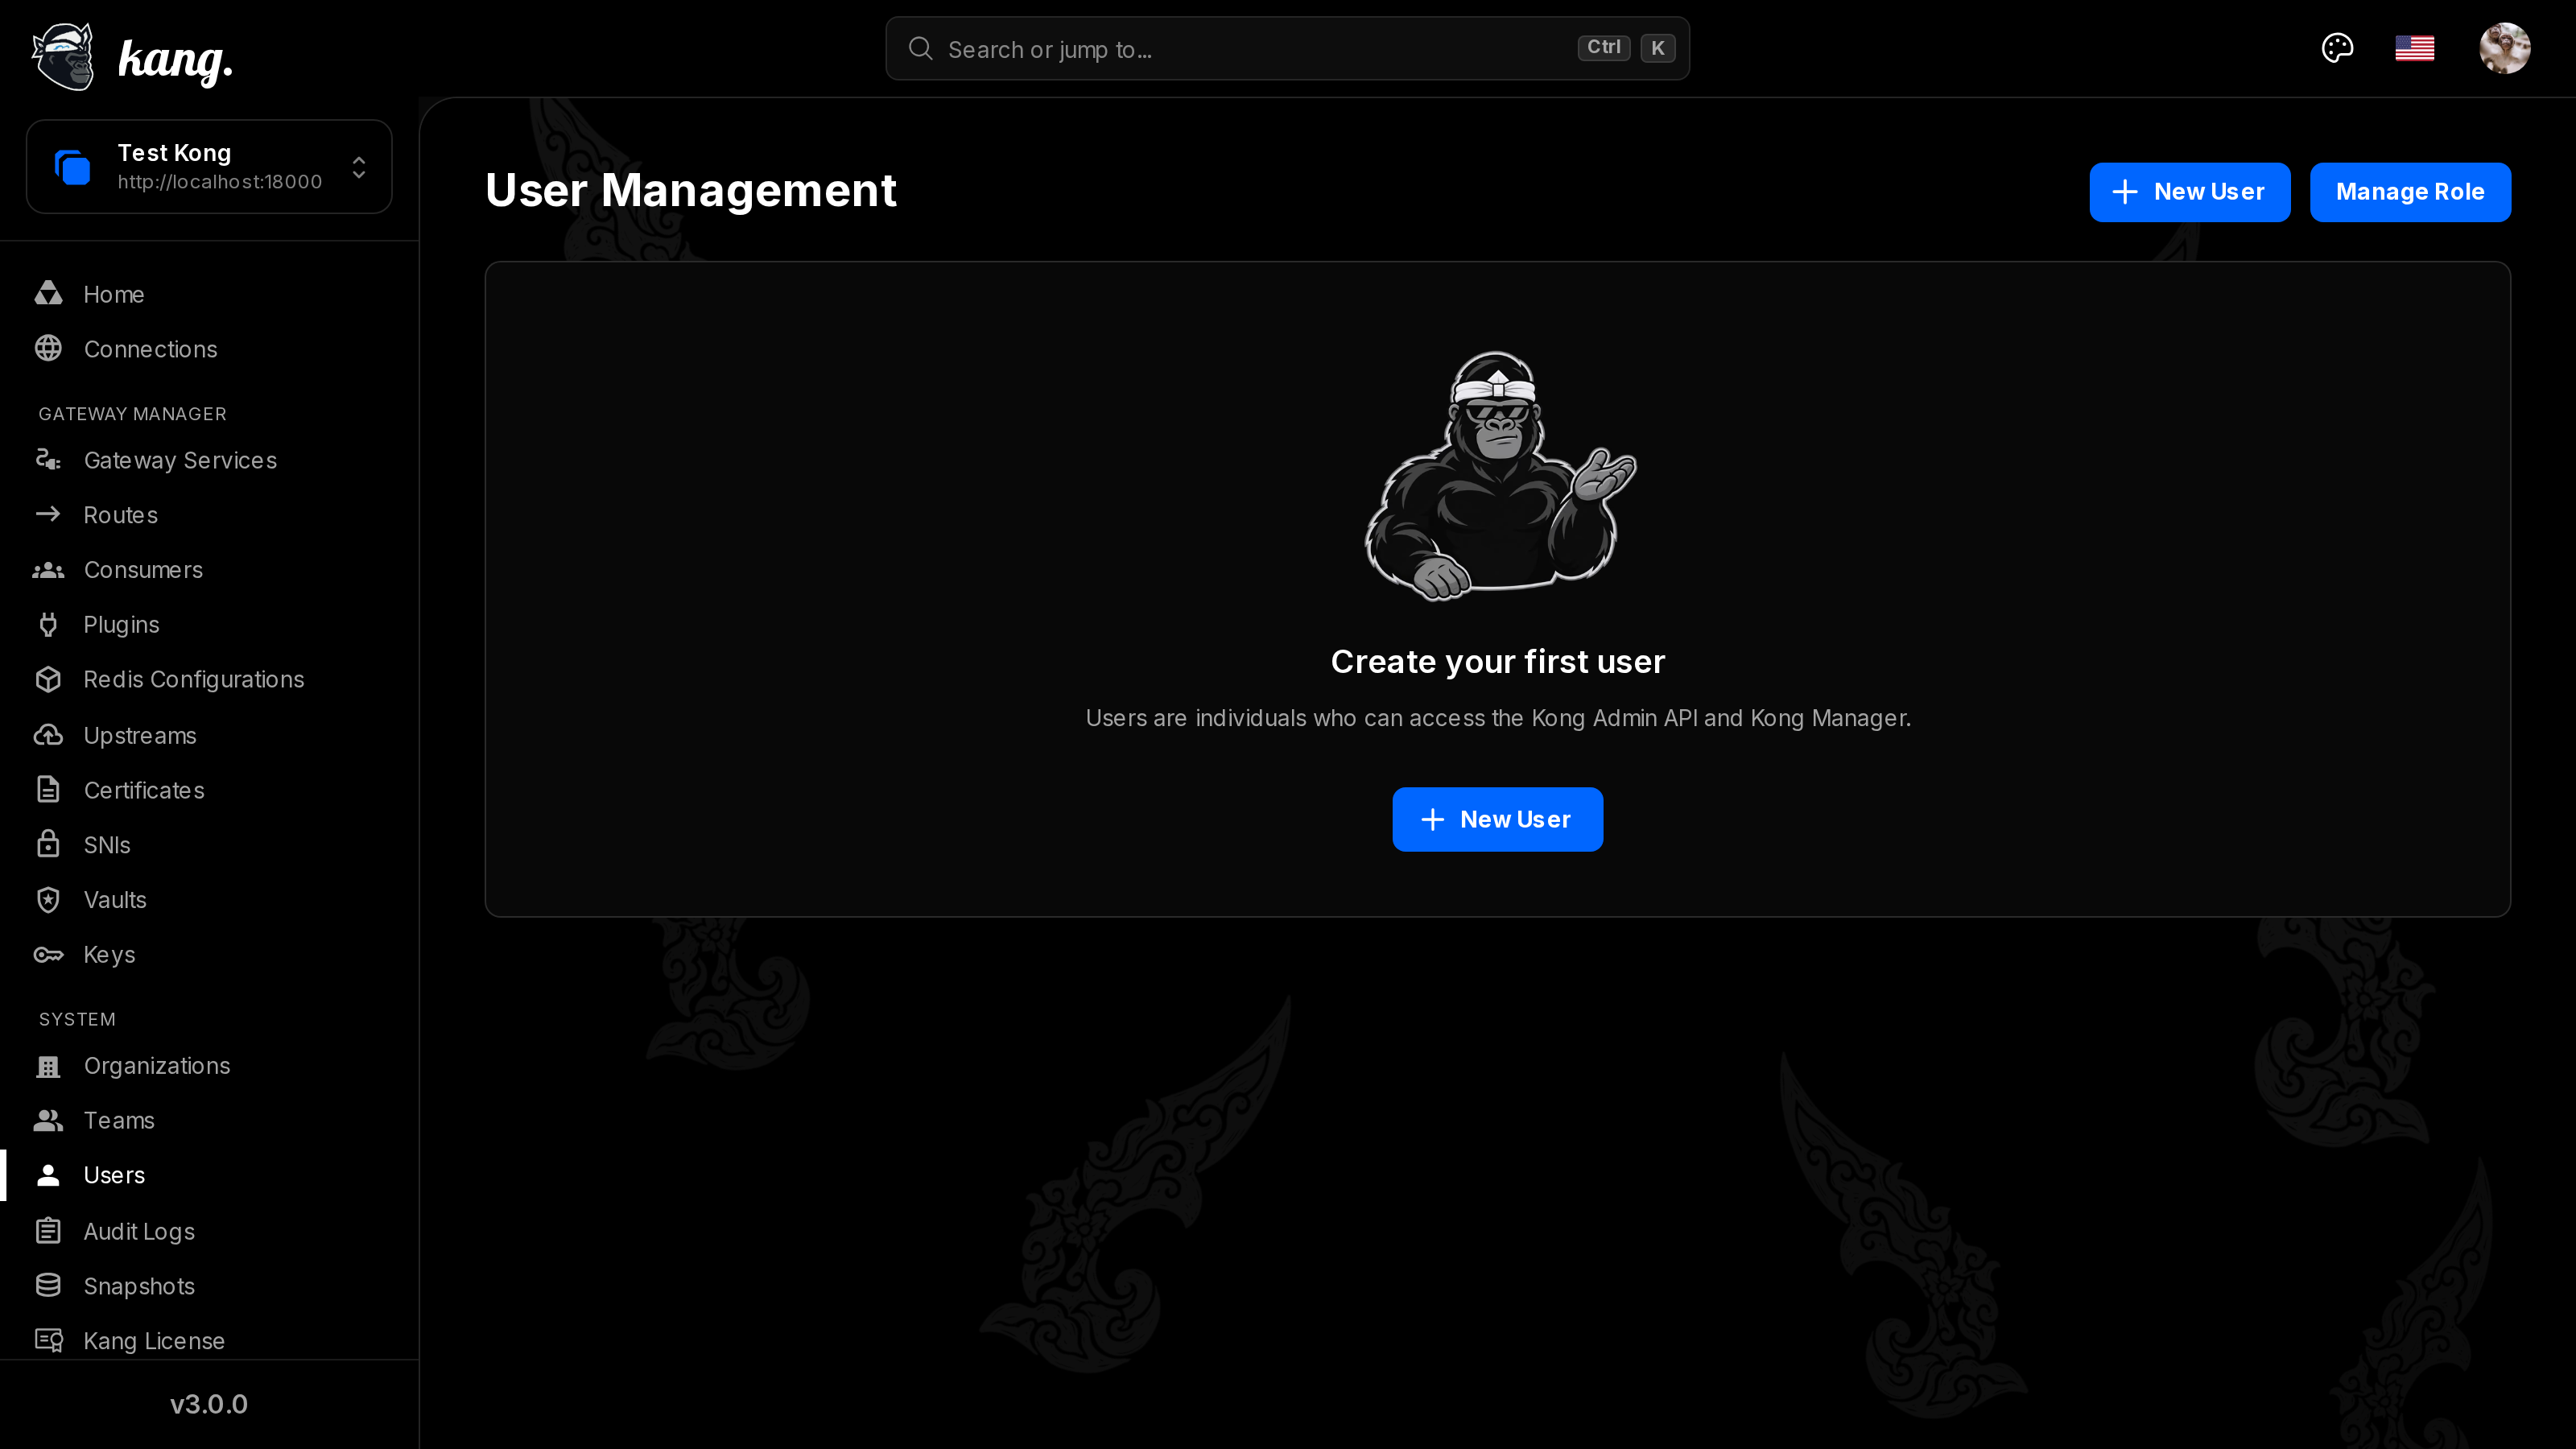 kang.
Search or jump to...
Ctrl
K
Test Kong
http://localhost:18000
Home
Connections
GATEWAY MANAGER
Gateway Services
Routes
Consumers
Plugins
Redis Configurations
Upstreams
Certificates
SNIs
Vaults
Keys
SYSTEM
Organizations
Teams
Users
Audit Logs
Snapshots
Kang License
v3.0.0
User Management
New User
Manage Role
Create your first user
Users are individuals who can access the Kong Admin API and Kong Manager.
New User